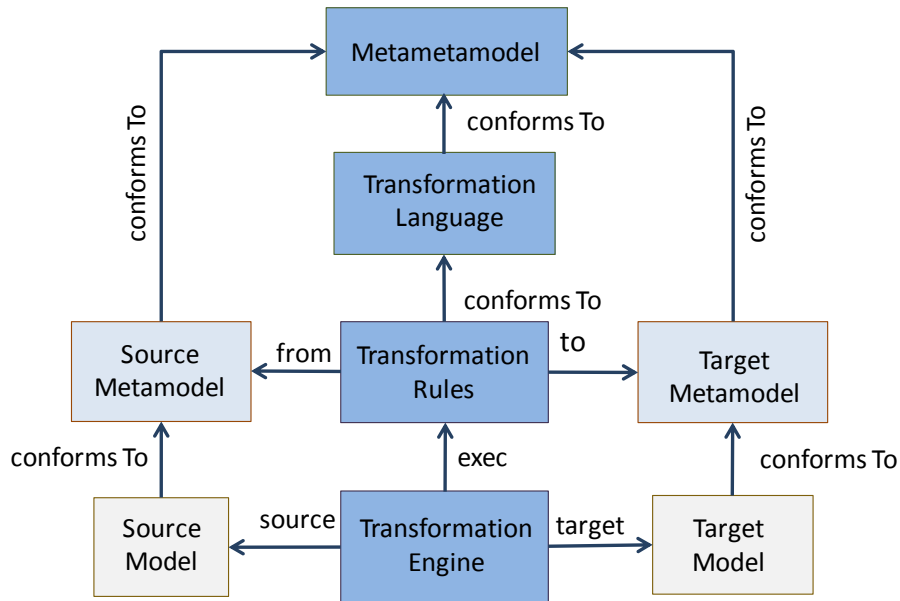 Metametamodel
conforms To
conforms To
conforms To
Transformation
Language
conforms To
Source
Metamodel
from
Transformation
Rules
to
Target
Metamodel
conforms To
exec
conforms To
Source
Model
source
Transformation
Engine
target
Target
Model